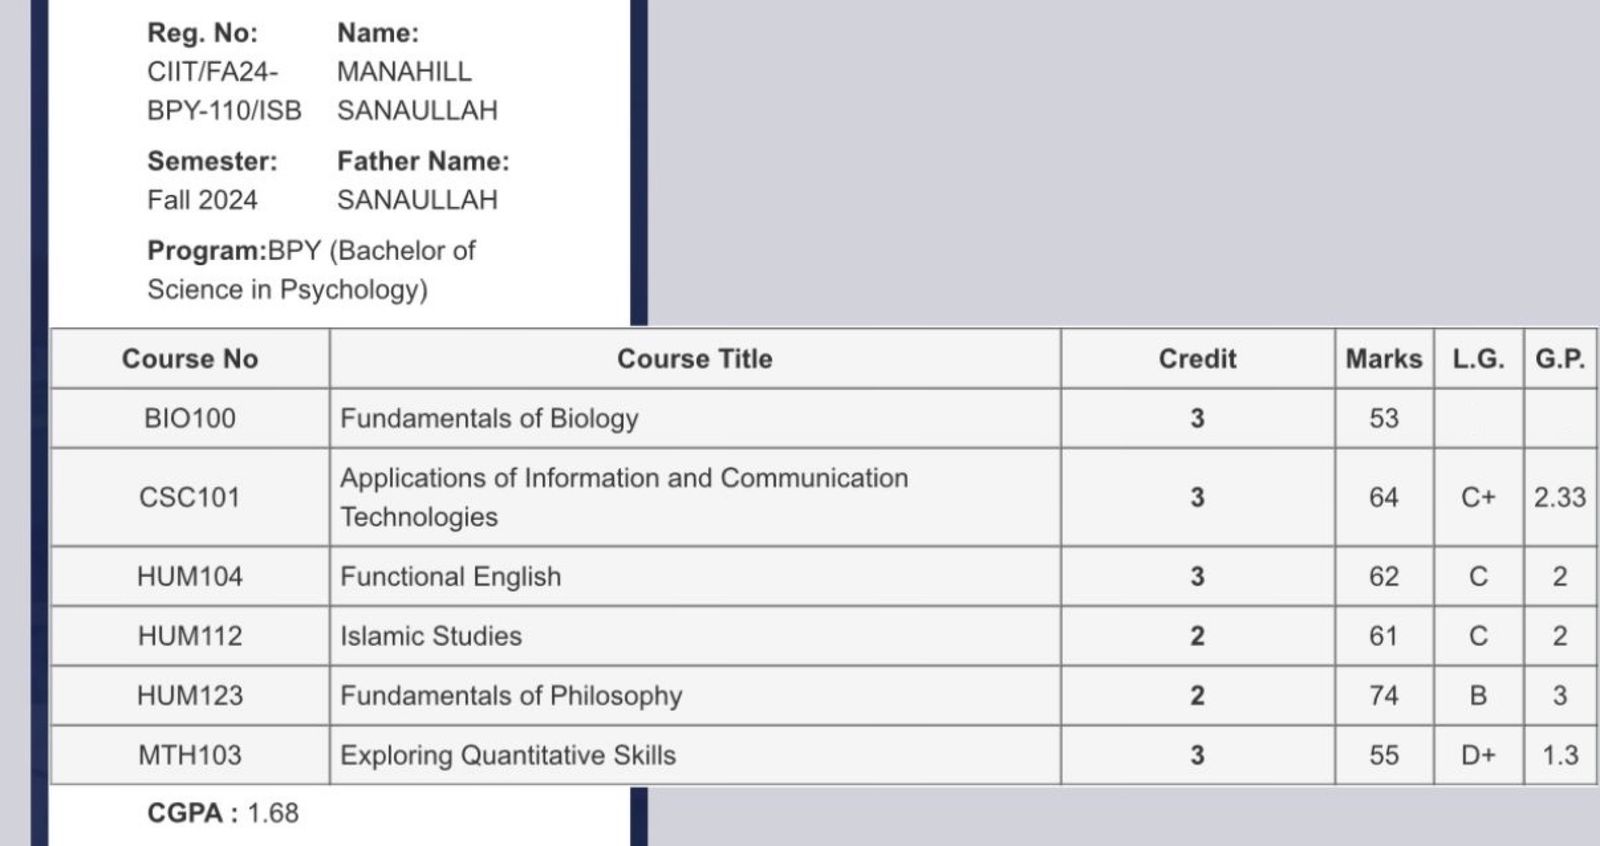 Reg. No: Name:
CIIT/FA24- MANAHILL
BPY-110/ISB SANAULLAH
Semester: Father Name:
Fall 2024 SANAULLAH
Program:BPY (Bachelor of
Science in Psychology)
Course No Course Title Credit Marks L.G. G.P.
BIO100 Fundamentals of Biology 3 53
CSC101 Applications of Information and Communication
Technologies 3 64 C+ 2.33
HUM104 Functional English 3 62 C 2
HUM112 Islamic Studies 2 61 C 2
HUM123 Fundamentals of Philosophy 2 74 B 3
MTH103 Exploring Quantitative Skills 3 55 D+ 1.3
CGPA : 1.68